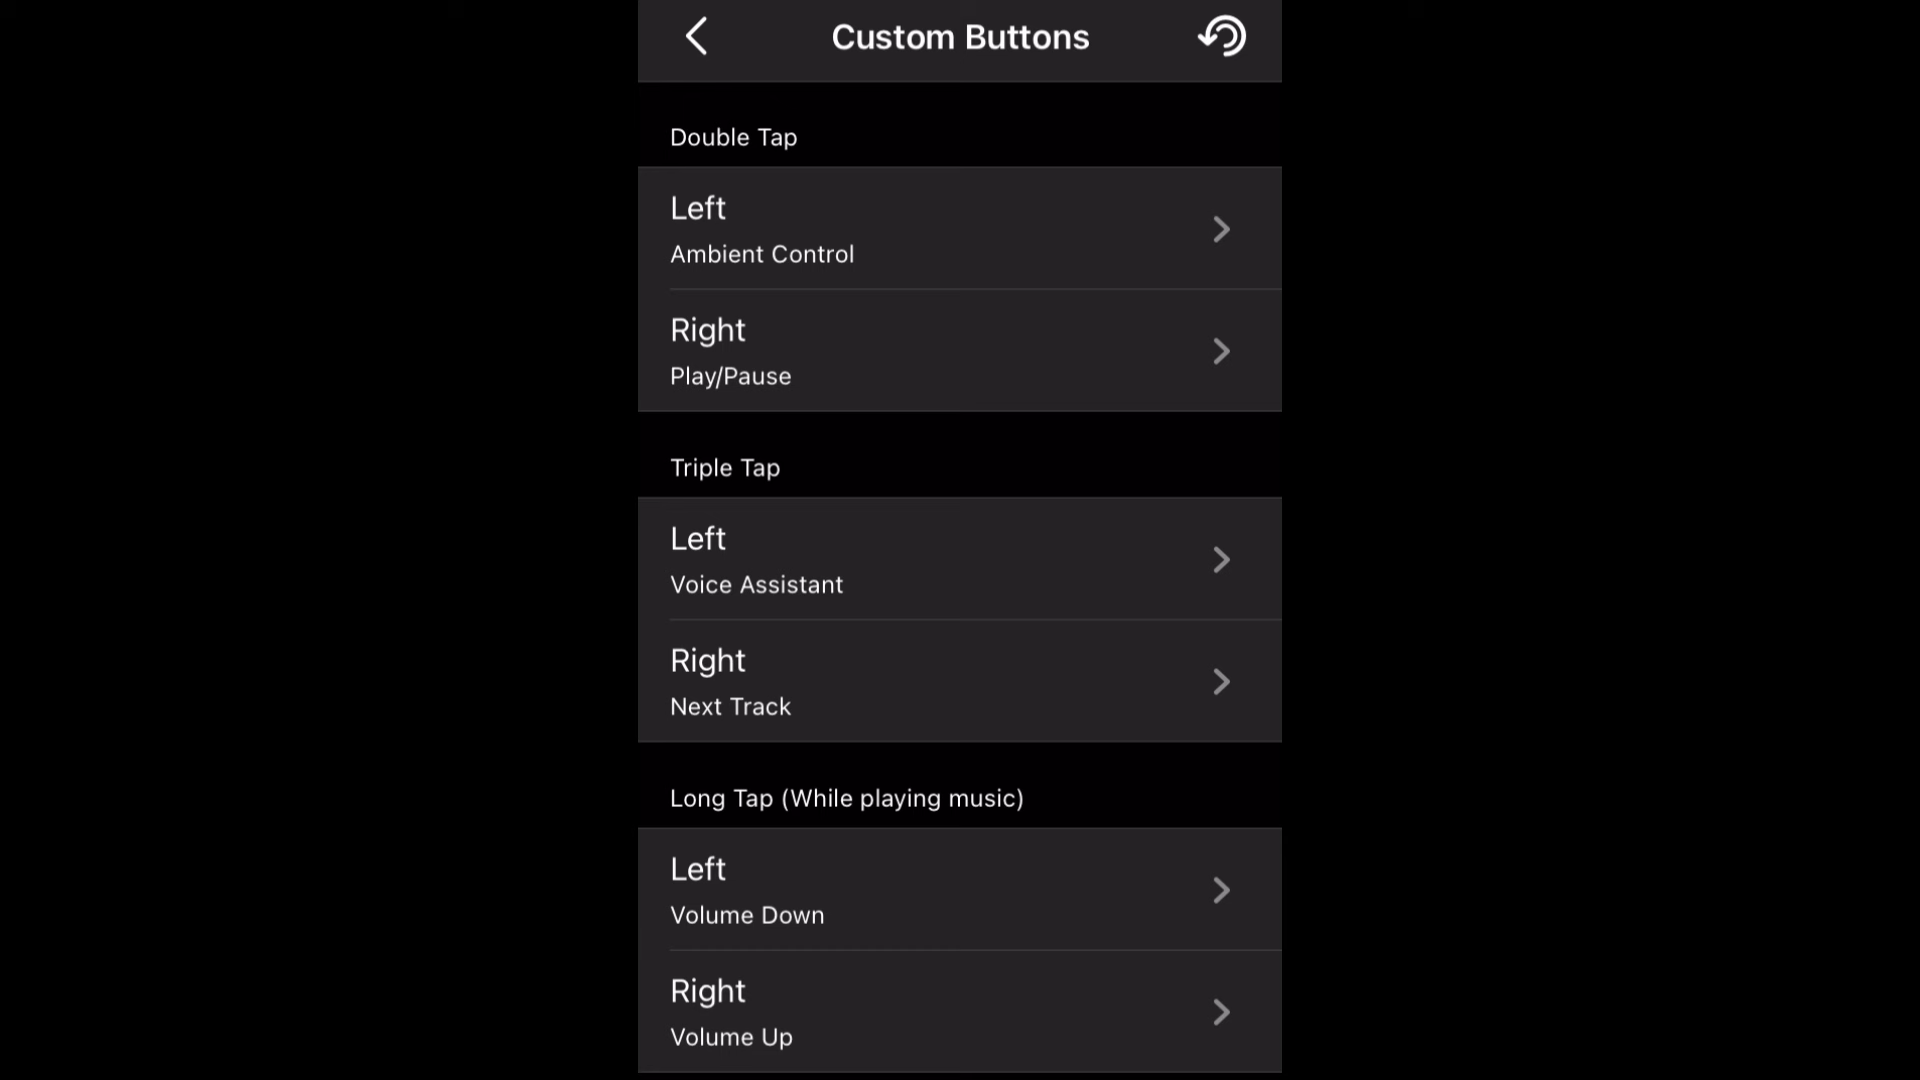 Custom Buttons
Double Tap
Left
Ambient Control
Right
Play/Pause
Triple Tap
Left
Voice Assistant
Right
Next Track
Long Tap (While playing music)
Left
Volume Down
Right
Volume Up